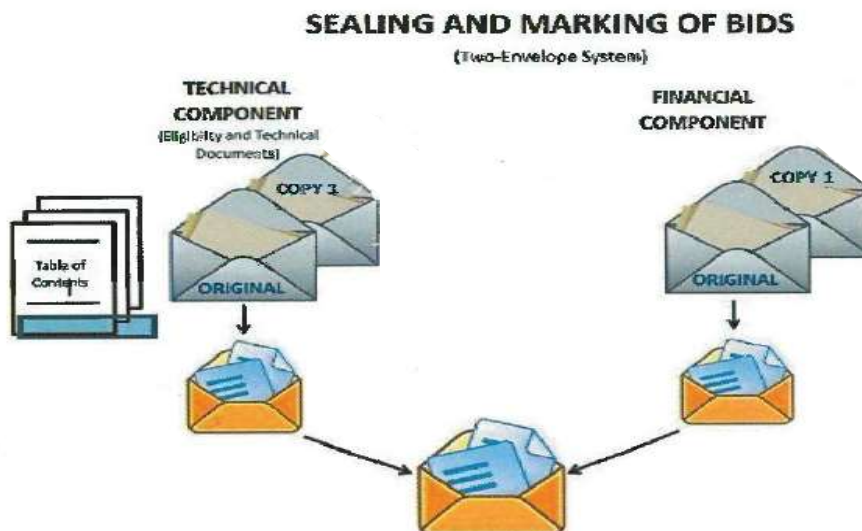 SEALING AND MARKING OF BIDS
(Two-Envelope System)
TECHNICAL
COMPONENT
(Eligibility and Technical
Documents)
COPY 1
ORIGINAL
Table of
Contents
FINANCIAL
COMPONENT
COPY 1
ORIGINAL